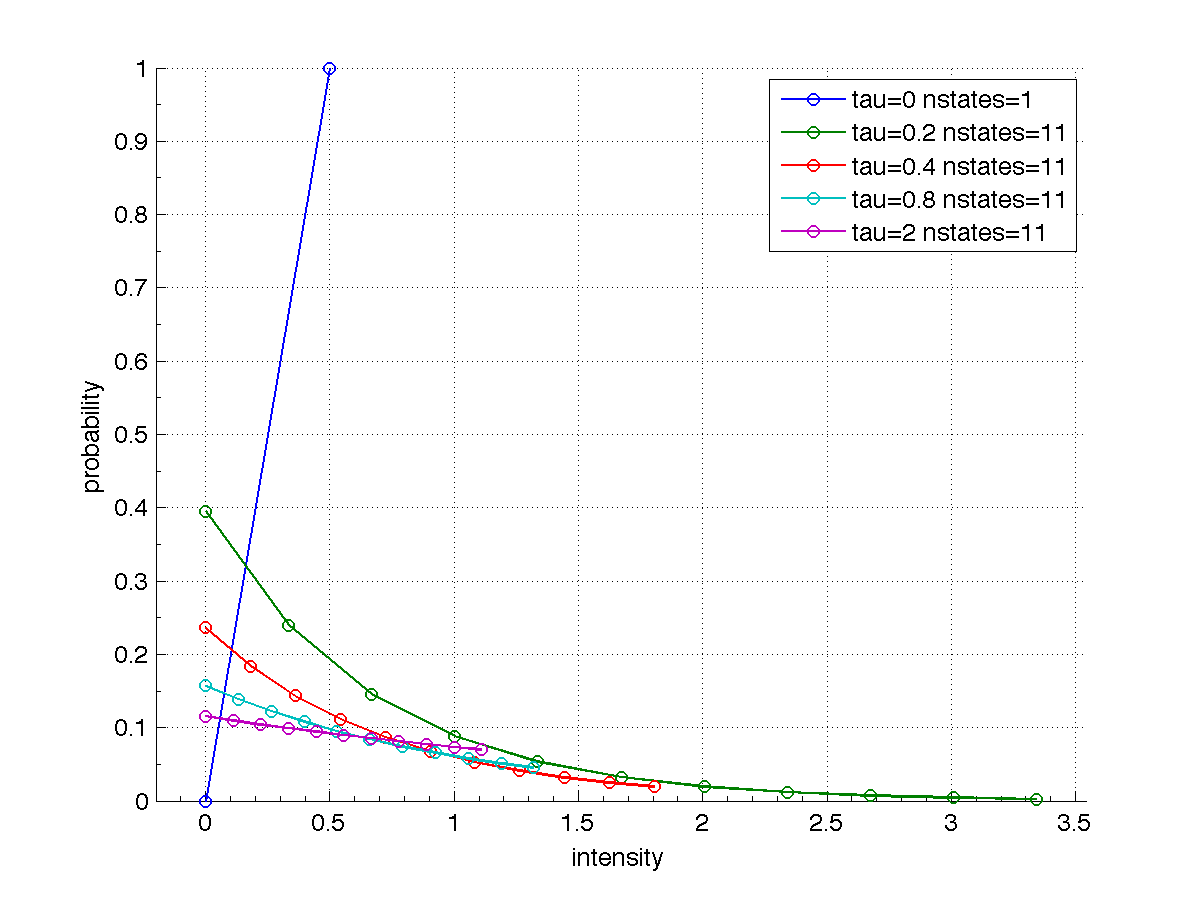 1
0.9
0.8
0.7
0.6
0.5
0.4
0.3
0.2
0.1
0
probability
tau=0 nstates=1
tau=0.2 nstates=11
tau=0.4 nstates=11
tau=0.8 nstates=11
tau=2 nstates=11
0 0.5 1 1.5 2 2.5 3 3.5
intensity